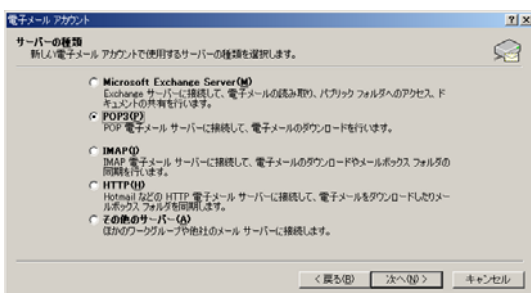 電子メール アカウント
サーバーの種類
新しい電子メール アカウントで使用するサーバーの種類を選択します。
Microsoft Exchange Server(M)
Exchange サーバーに接続して、電子メールの読み取り、パブリック フォルダへのアクセス、ド
キュメントの共有を行います。
POP3(P)
POP 電子メール サーバーに接続して、電子メールのダウンロードを行います。
IMAP(I)
IMAP 電子メール サーバーに接続して、電子メールのダウンロードやメールボックス フォルダの
同期を行います。
HTTP(H)
Hotmail などの HTTP 電子メール サーバーに接続して、電子メールをダウンロードしたりメー
ルボックス フォルダを同期します。
その他のサーバー(A)
ほかのワークグループや他社のメール サーバーに接続します。
< 戻る(B) 次へ(N) > キャンセル